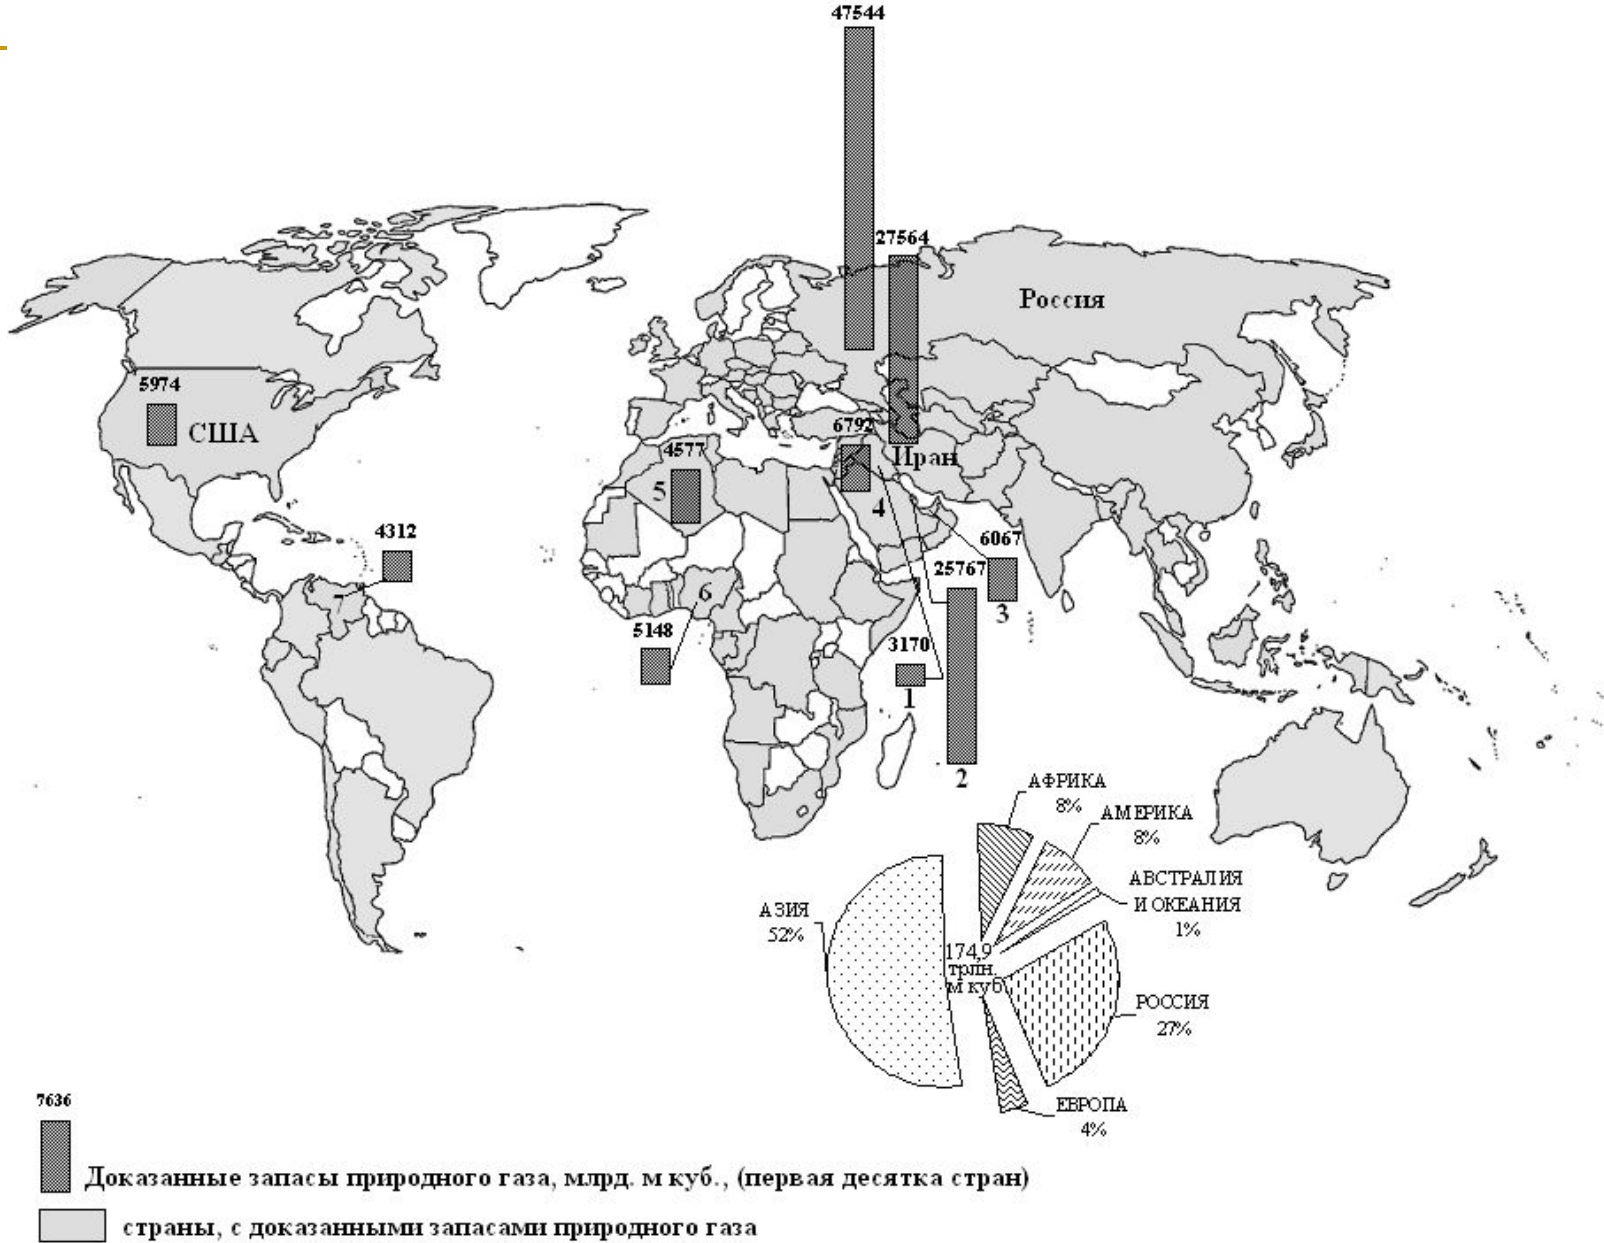 47544
27564
Россия
5974
США
6792
Иран
4577
5
4
4312
6067
25767
7
6
3
5148
3170
1
2
АФРИКА
8%
АМЕРИКА
8%
АВСТРАЛИЯ
И ОКЕАНИЯ
1%
АЗИЯ
52%
174,9
трлн.
м куб.
РОССИЯ
27%
ЕВРОПА
4%
7636
Доказанные запасы природного газа, млрд. м куб., (первая десятка стран)
страны, с доказанными запасами природного газа